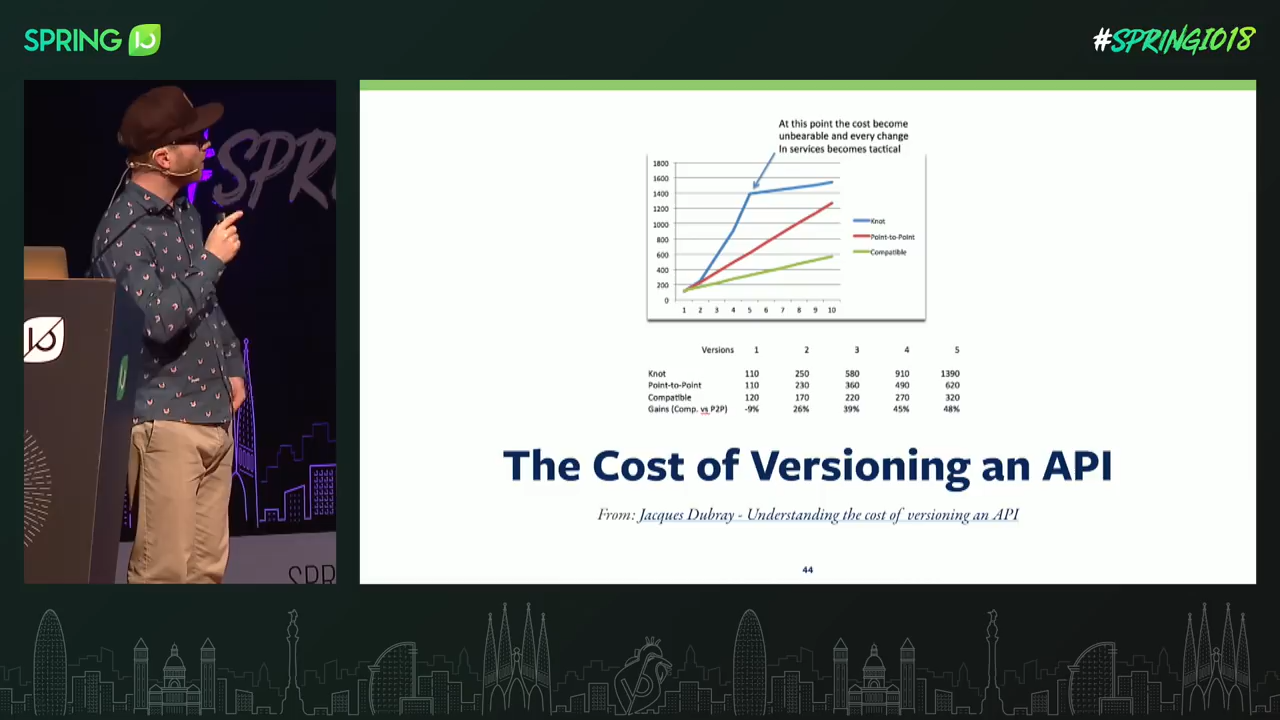 SPRING IO
#SPRINGIO18
SPR
At this point the cost become
unbearable and every change
In services becomes tactical
1800
1600
1400
1200
1000
800
600
400
200
0
1 2 3 4 5 6 7 8 9 10
Knot
Point-to-Point
Compatible
Versions 1 2 3 4 5
Knot 110 250 580 910 1390
Point-to-Point 110 230 360 490 620
Compatible 120 170 220 270 320
Gains (Comp. vs P2P) -9% 26% 39% 45% 48%
The Cost of Versioning an API
From: Jacques Dubray - Understanding the cost of versioning an API
44
IO
SPR